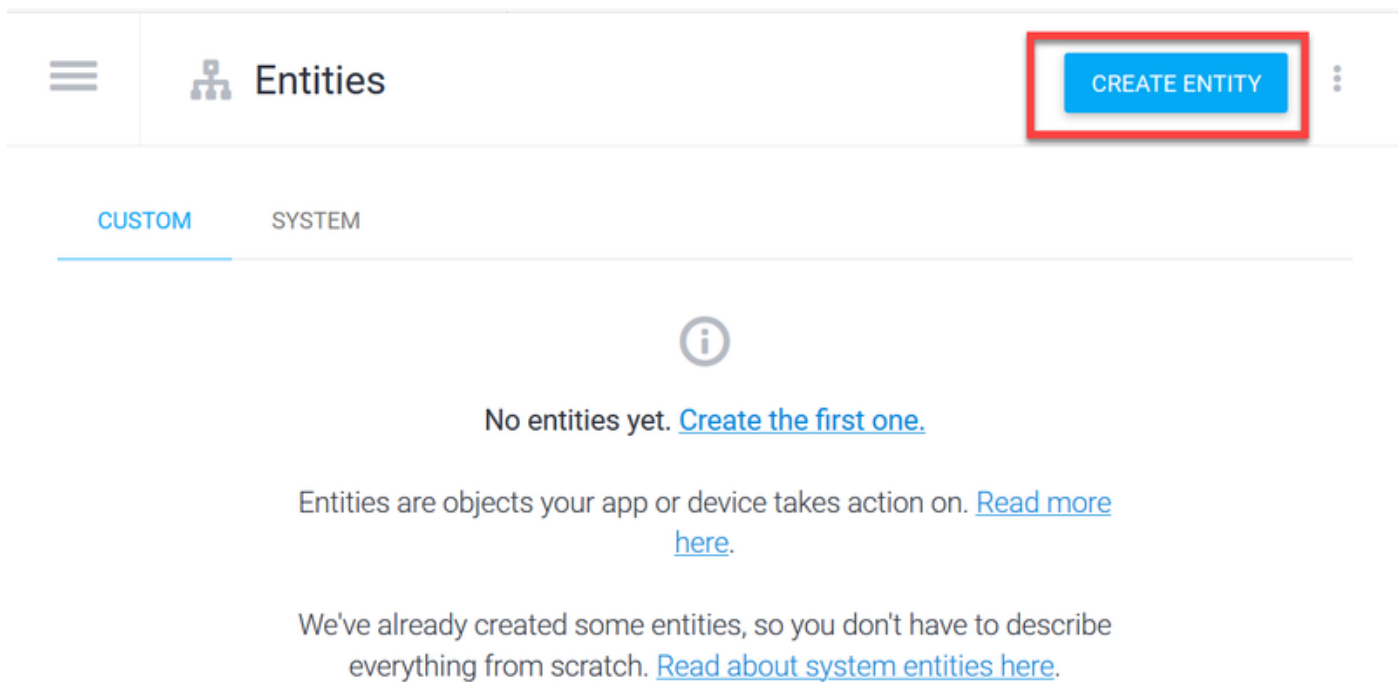 Entities
CREATE ENTITY
CUSTOM
SYSTEM
No entities yet. Create the first one.
Entities are objects your app or device takes action on. Read more
here.
We've already created some entities, so you don't have to describe
everything from scratch. Read about system entities here.